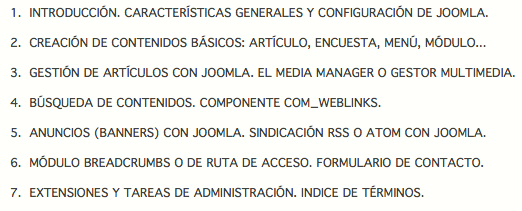 1. INTRODUCCIÓN. CARACTERÍSTICAS GENERALES Y CONFIGURACIÓN DE JOOMLA.
2. CREACIÓN DE CONTENIDOS BÁSICOS: ARTÍCULO, ENCUESTA, MENÚ, MÓDULO...
3. GESTIÓN DE ARTÍCULOS CON JOOMLA. EL MEDIA MANAGER O GESTOR MULTIMEDIA.
4. BÚSQUEDA DE CONTENIDOS. COMPONENTE COM_WEBLINKS.
5. ANUNCIOS (BANNERS) CON JOOMLA. SINDICACIÓN RSS O ATOM CON JOOMLA.
6. MÓDULO BREADCRUMBS O DE RUTA DE ACCESO. FORMULARIO DE CONTACTO.
7. EXTENSIONES Y TAREAS DE ADMINISTRACIÓN. INDICE DE TÉRMINOS.